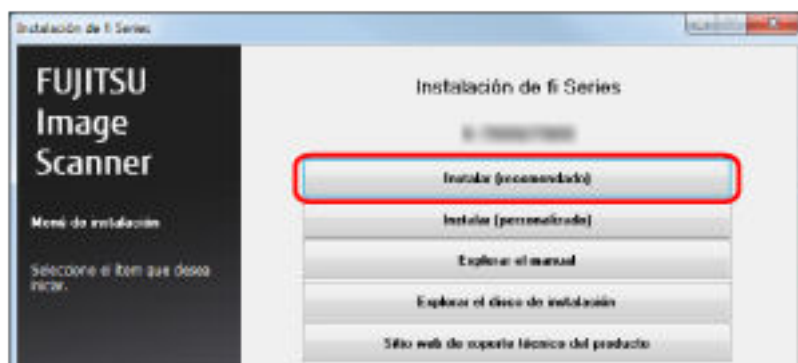 Instalación de fi Series
FUJITSU
Image
Scanner
Menú de instalación
Seleccione el ítem que desea
iniciar.
Instalación de fi Series
Instalar (recomendado)
Instalar (personalizado)
Explorar el manual
Explorar el disco de instalación
Sitio web de soporte técnico del producto